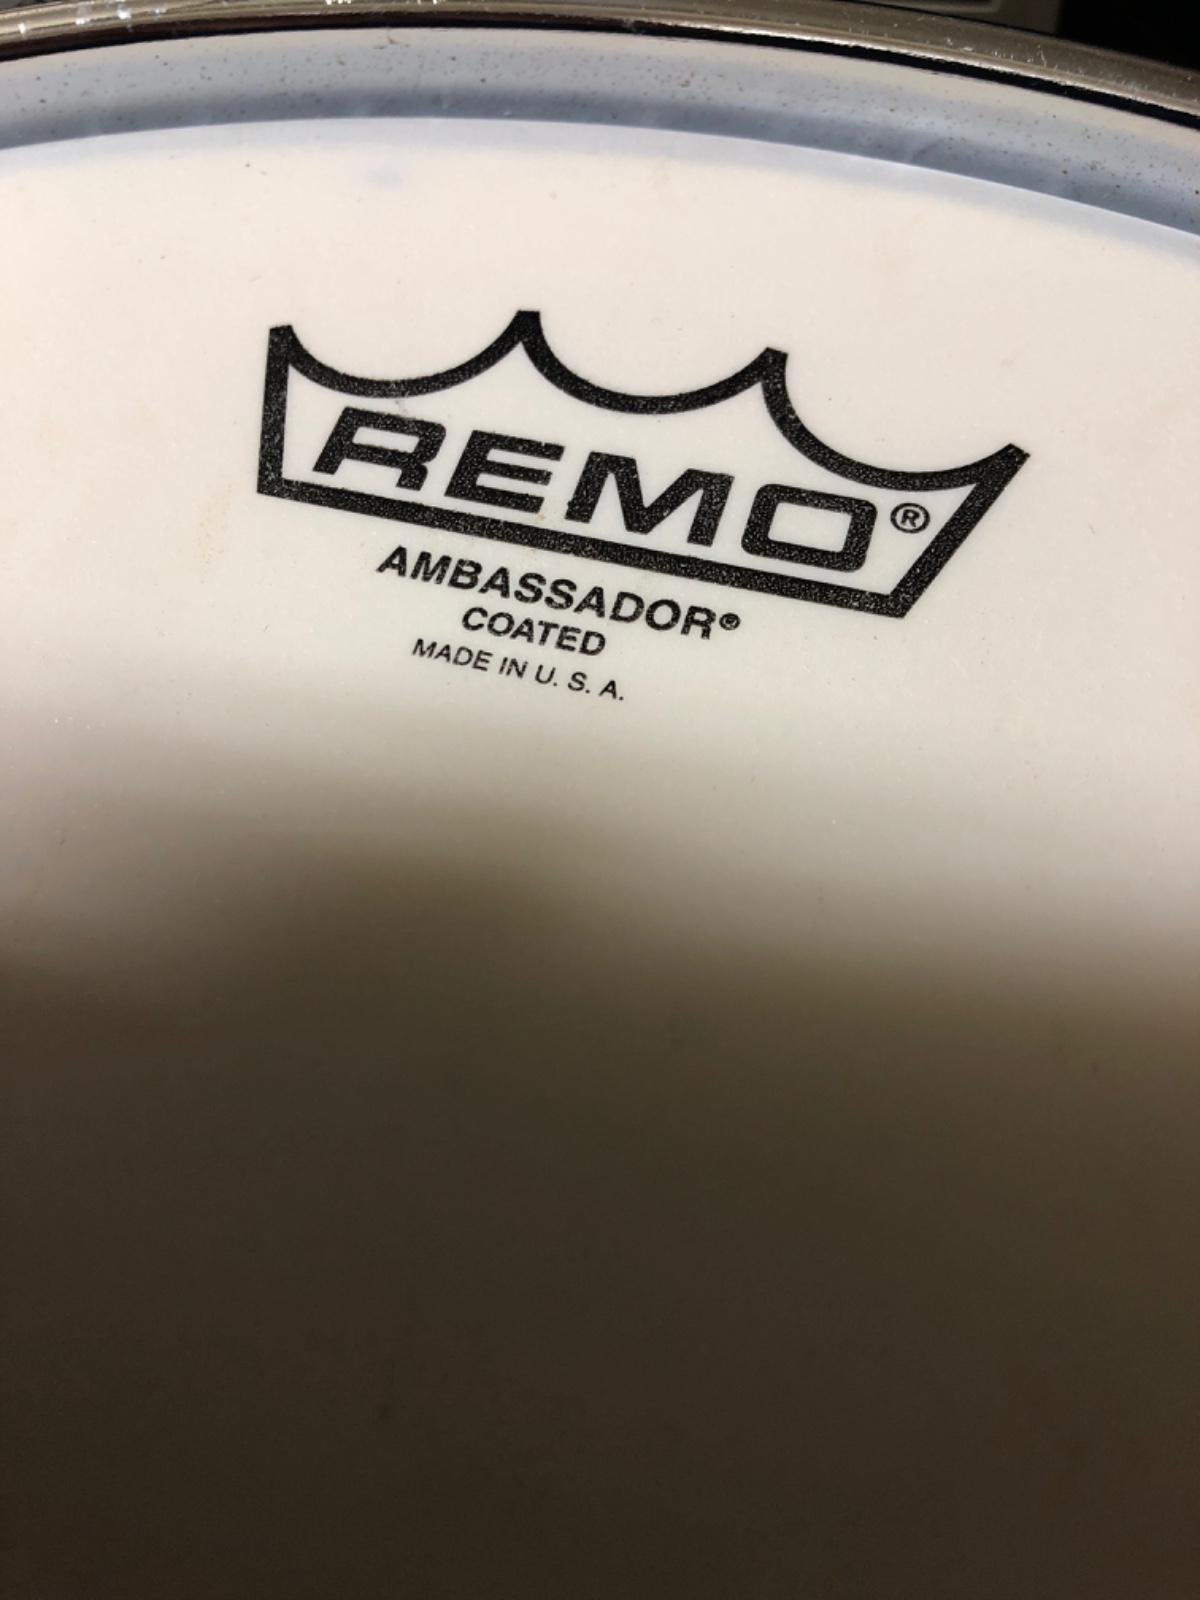 REMO®
AMBASSADOR®
COATED
MADE IN U. S. A.